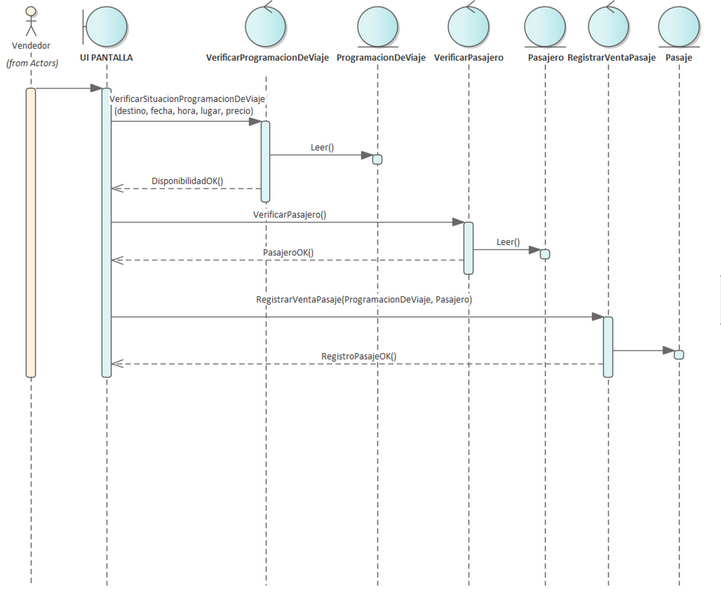 Vendedor
(from Actors)
UI PANTALLA
VerificarProgramacionDeViaje
ProgramacionDeViaje
VerificarPasajero
Pasajero
RegistrarVentaPasaje
Pasaje
VerificarSituacionProgramacionDeViaje
(destino, fecha, hora, lugar, precio)
Leer()
DisponibilidadOK()
VerificarPasajero()
Leer()
PasajeroOK()
RegistrarVentaPasaje(ProgramacionDeViaje, Pasajero)
RegistroPasajeOK()